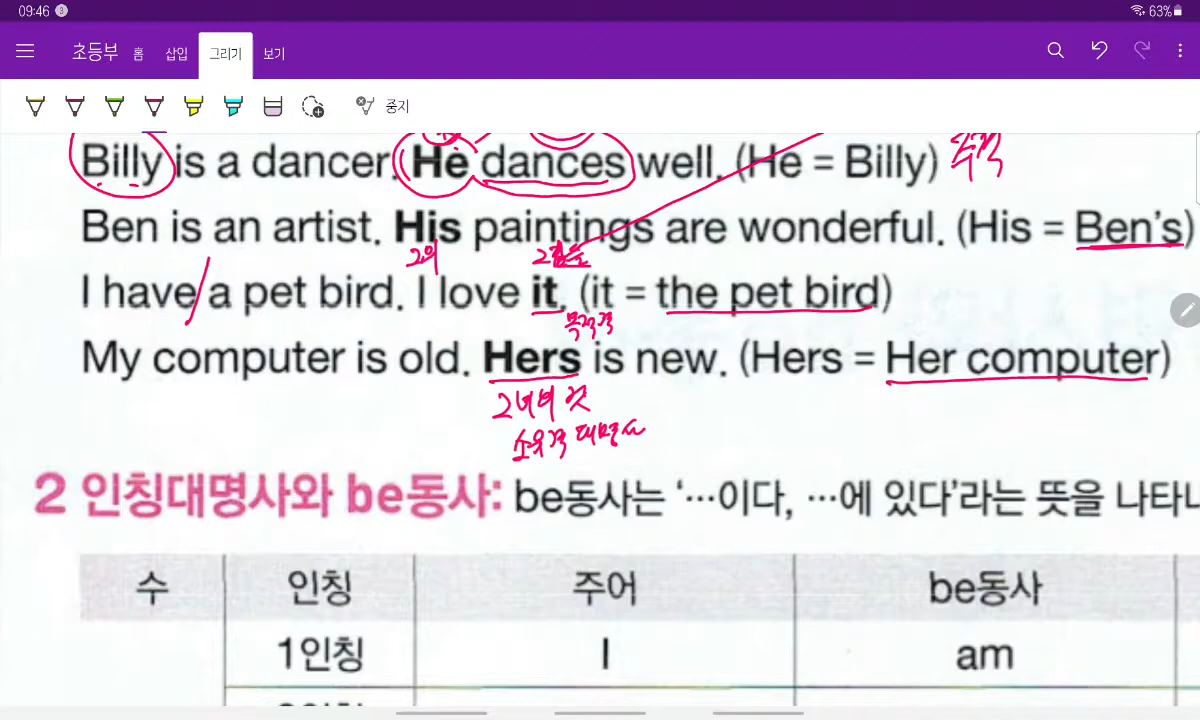 09:46 63%
초등부 홈 삽입 그리기 보기
중지
Billy is a dancer. He dances well. (He = Billy) 주격
Ben is an artist. His paintings are wonderful. (His = Ben's)
그의
I have a pet bird. I love it. (it = the pet bird)
목적격
My computer is old. Hers is new. (Hers = Her computer)
그녀의 것
소유격 대명사
2 인칭대명사와 be동사: be동사는 '…이다, …에 있다'라는 뜻을 나타내
수 인칭 주어 be동사
1인칭 I am